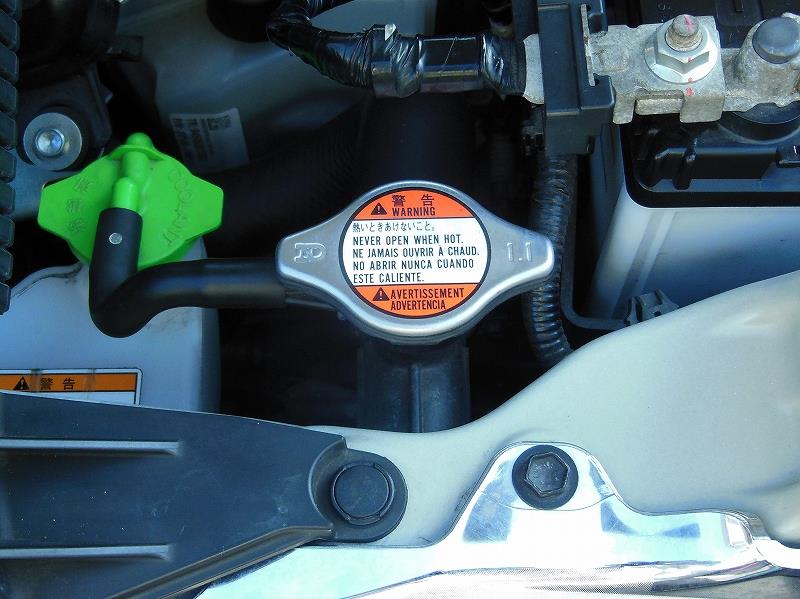 警告
WARNING
熱いときあけないこと。
NEVER OPEN WHEN HOT.
NE JAMAIS OUVRIR À CHAUD.
NO ABRIR NUNCA CUANDO
ESTE CALIENTE.
AVERTISSEMENT
ADVERTENCIA
1.1
COOLANT
警告